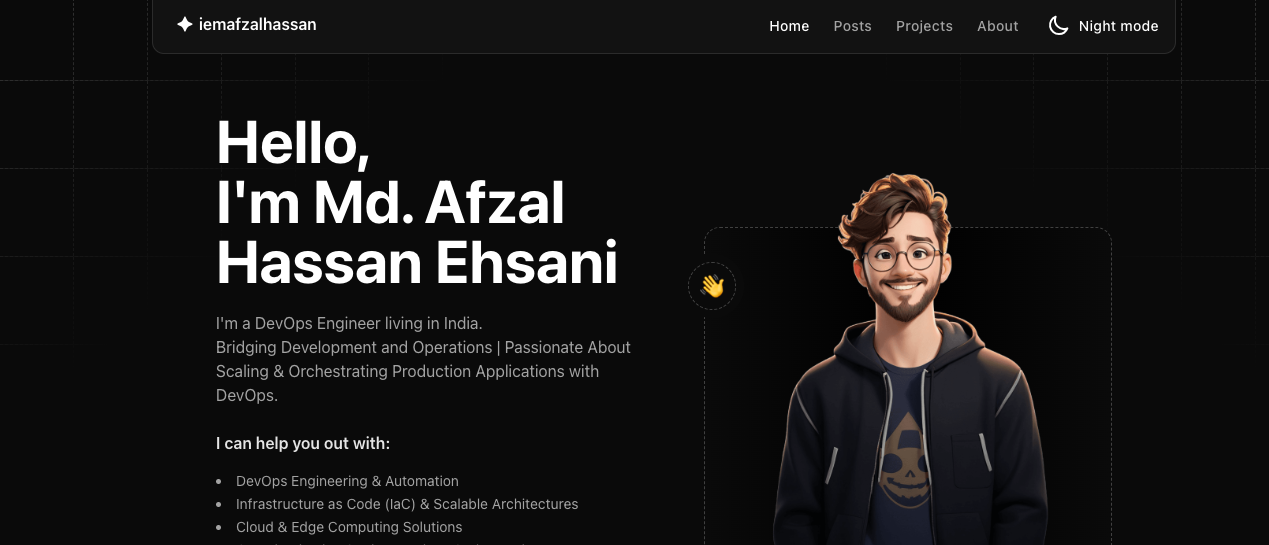 iemafzalhassan
Home Posts Projects About Night mode
Hello,
I'm Md. Afzal
Hassan Ehsani
I'm a DevOps Engineer living in India.
Bridging Development and Operations | Passionate About
Scaling & Orchestrating Production Applications with
DevOps.
I can help you out with:
DevOps Engineering & Automation
Infrastructure as Code (IaC) & Scalable Architectures
Cloud & Edge Computing Solutions